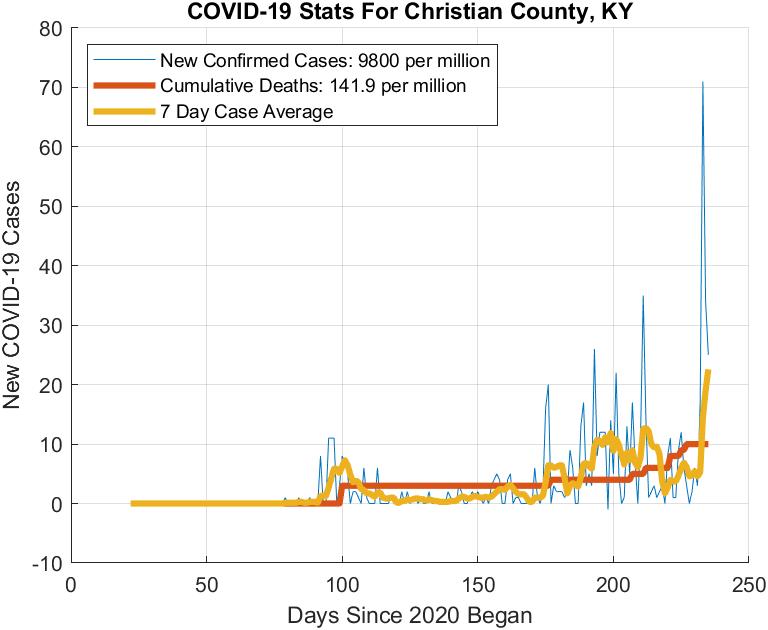 COVID-19 Stats For Christian County, KY
80
70
60
50
40
30
20
10
0
-10
New COVID-19 Cases
New Confirmed Cases: 9800 per million
Cumulative Deaths: 141.9 per million
7 Day Case Average
0 50 100 150 200 250
Days Since 2020 Began